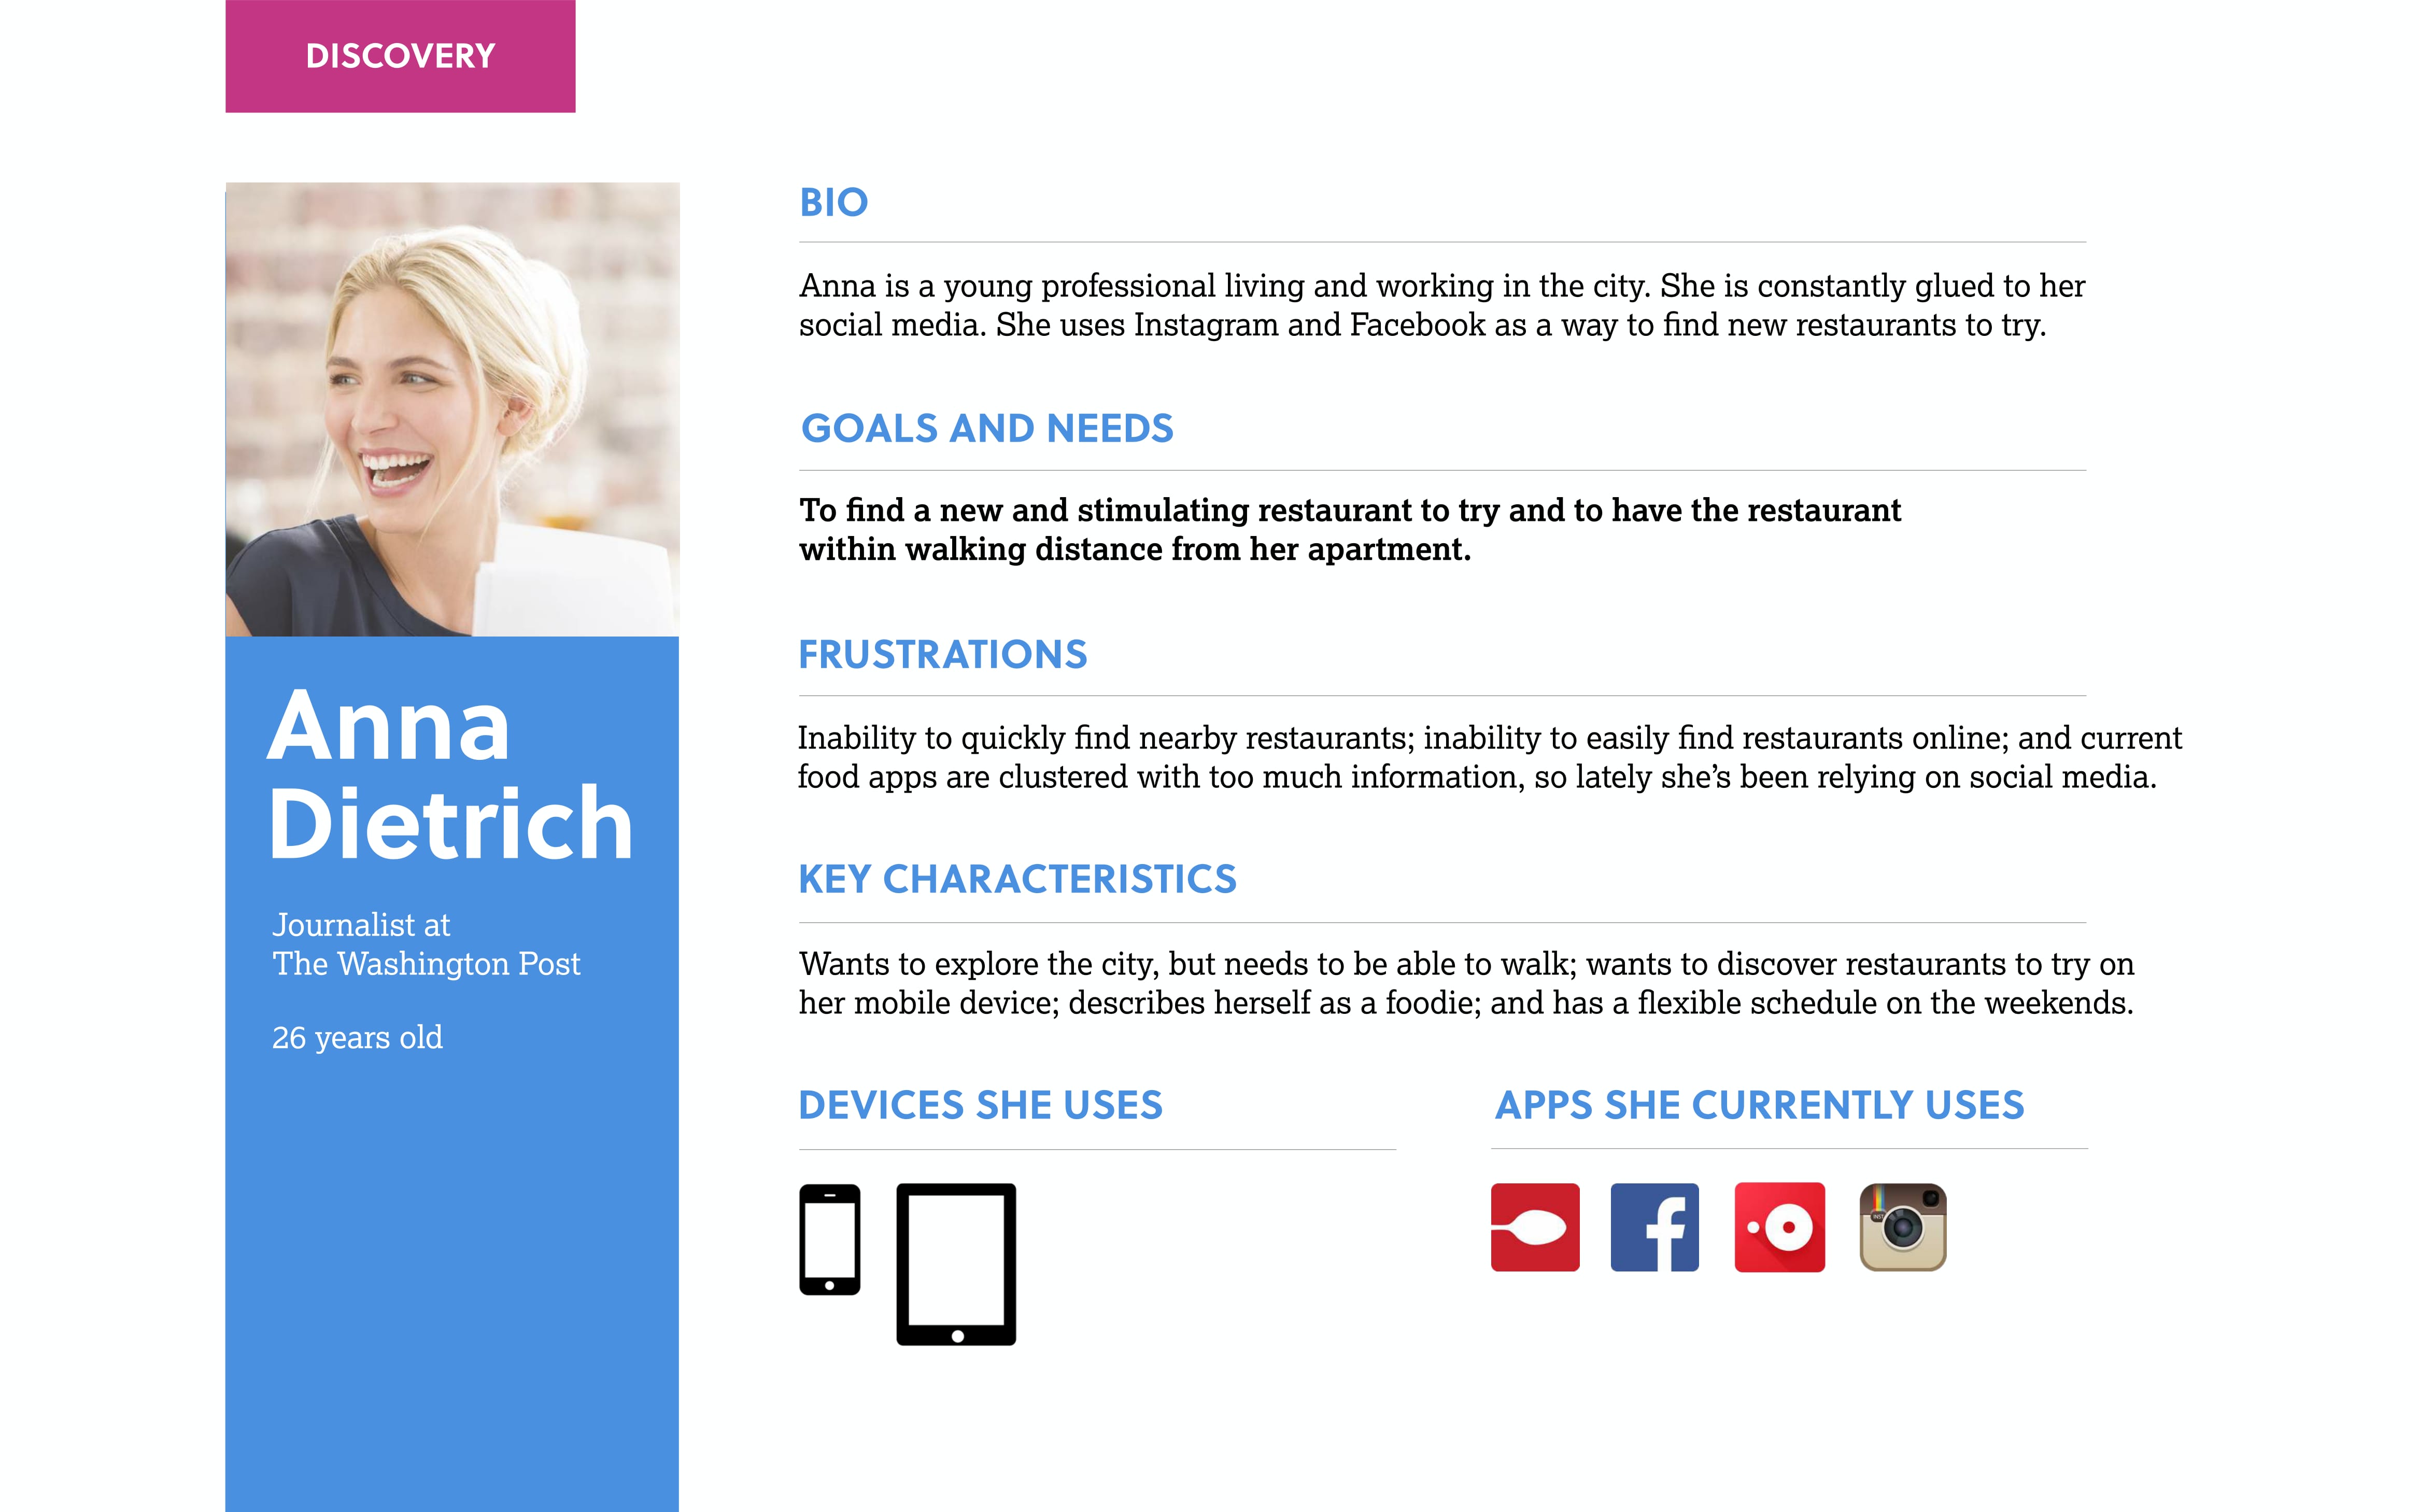 DISCOVERY
Anna
Dietrich
Journalist at
The Washington Post
26 years old
BIO
Anna is a young professional living and working in the city. She is constantly glued to her
social media. She uses Instagram and Facebook as a way to find new restaurants to try.
GOALS AND NEEDS
To find a new and stimulating restaurant to try and to have the restaurant
within walking distance from her apartment.
FRUSTRATIONS
Inability to quickly find nearby restaurants; inability to easily find restaurants online; and current
food apps are clustered with too much information, so lately she’s been relying on social media.
KEY CHARACTERISTICS
Wants to explore the city, but needs to be able to walk; wants to discover restaurants to try on
her mobile device; describes herself as a foodie; and has a flexible schedule on the weekends.
DEVICES SHE USES
APPS SHE CURRENTLY USES
f
INST